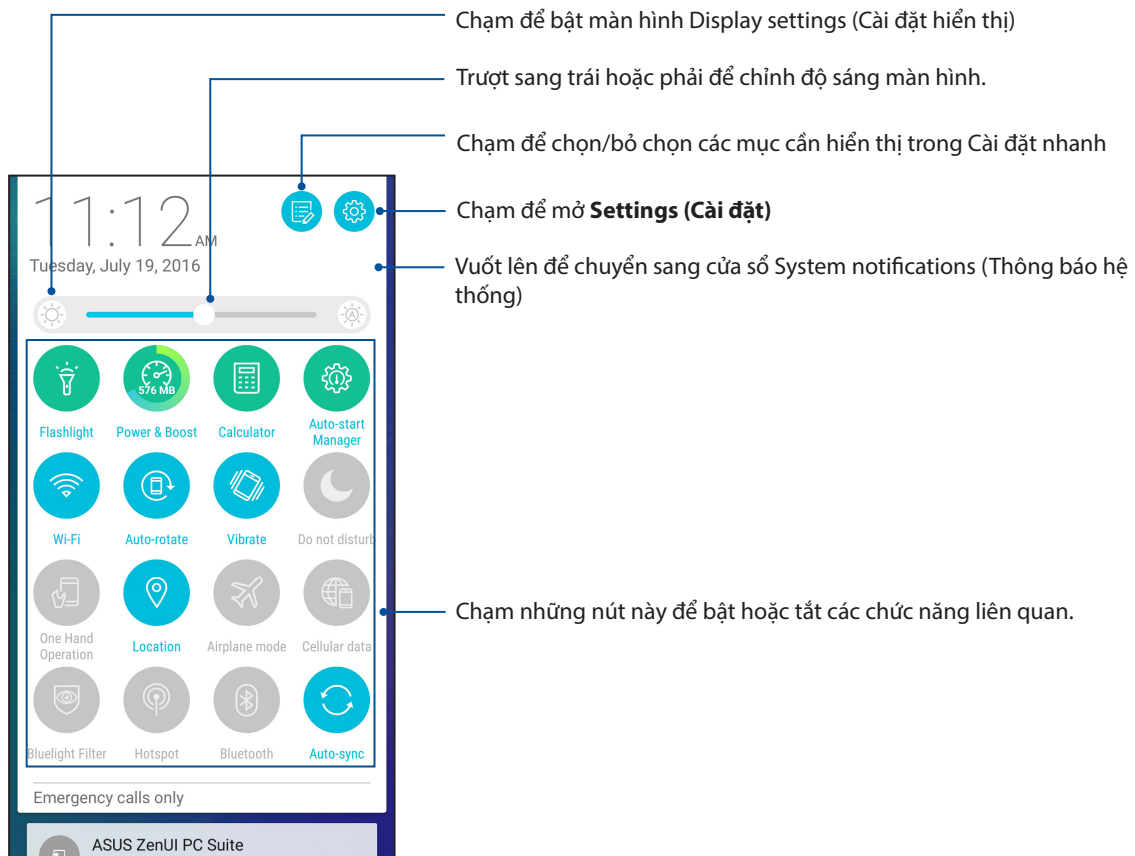 Chạm để bật màn hình Display settings (Cài đặt hiển thị)
Trượt sang trái hoặc phải để chỉnh độ sáng màn hình.
Chạm để chọn/bỏ chọn các mục cần hiển thị trong Cài đặt nhanh
Chạm để mở Settings (Cài đặt)
Vuốt lên để chuyển sang cửa sổ System notifications (Thông báo hệ
thống)
11:12 AM
Tuesday, July 19, 2016
A
576 MB
Flashlight Power & Boost Calculator Auto-start
Manager
Wi-Fi Auto-rotate Vibrate Do not disturb
Chạm những nút này để bật hoặc tắt các chức năng liên quan.
One Hand
Operation Location Airplane mode Cellular data
Bluelight Filter Hotspot Bluetooth Auto-sync
Emergency calls only
ASUS ZenUI PC Suite